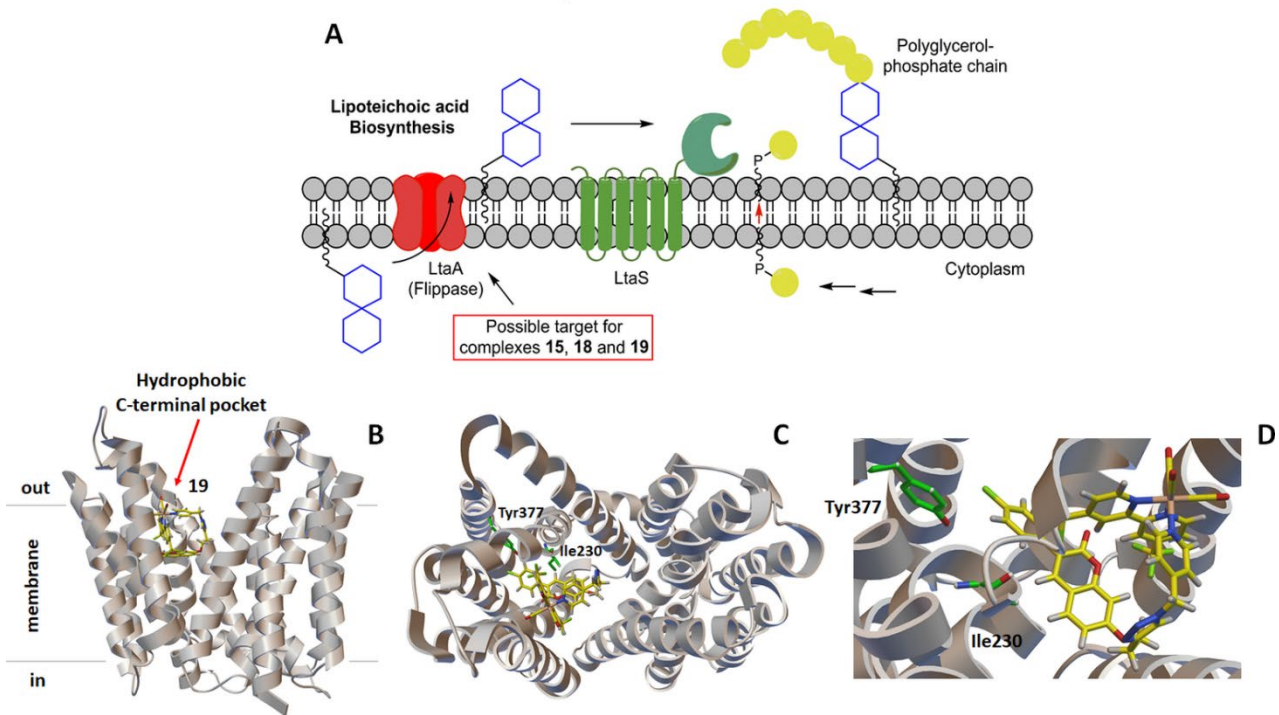 A
Lipoteichoic acid
Biosynthesis
Polyglycerol-
phosphate chain
P
LtaA
(Flippase)
LtaS
P
Cytoplasm
Possible target for
complexes 15, 18 and 19
Hydrophobic
C-terminal pocket
B
19
out
membrane
in
C
Tyr377
Ile230
D
Tyr377
Ile230